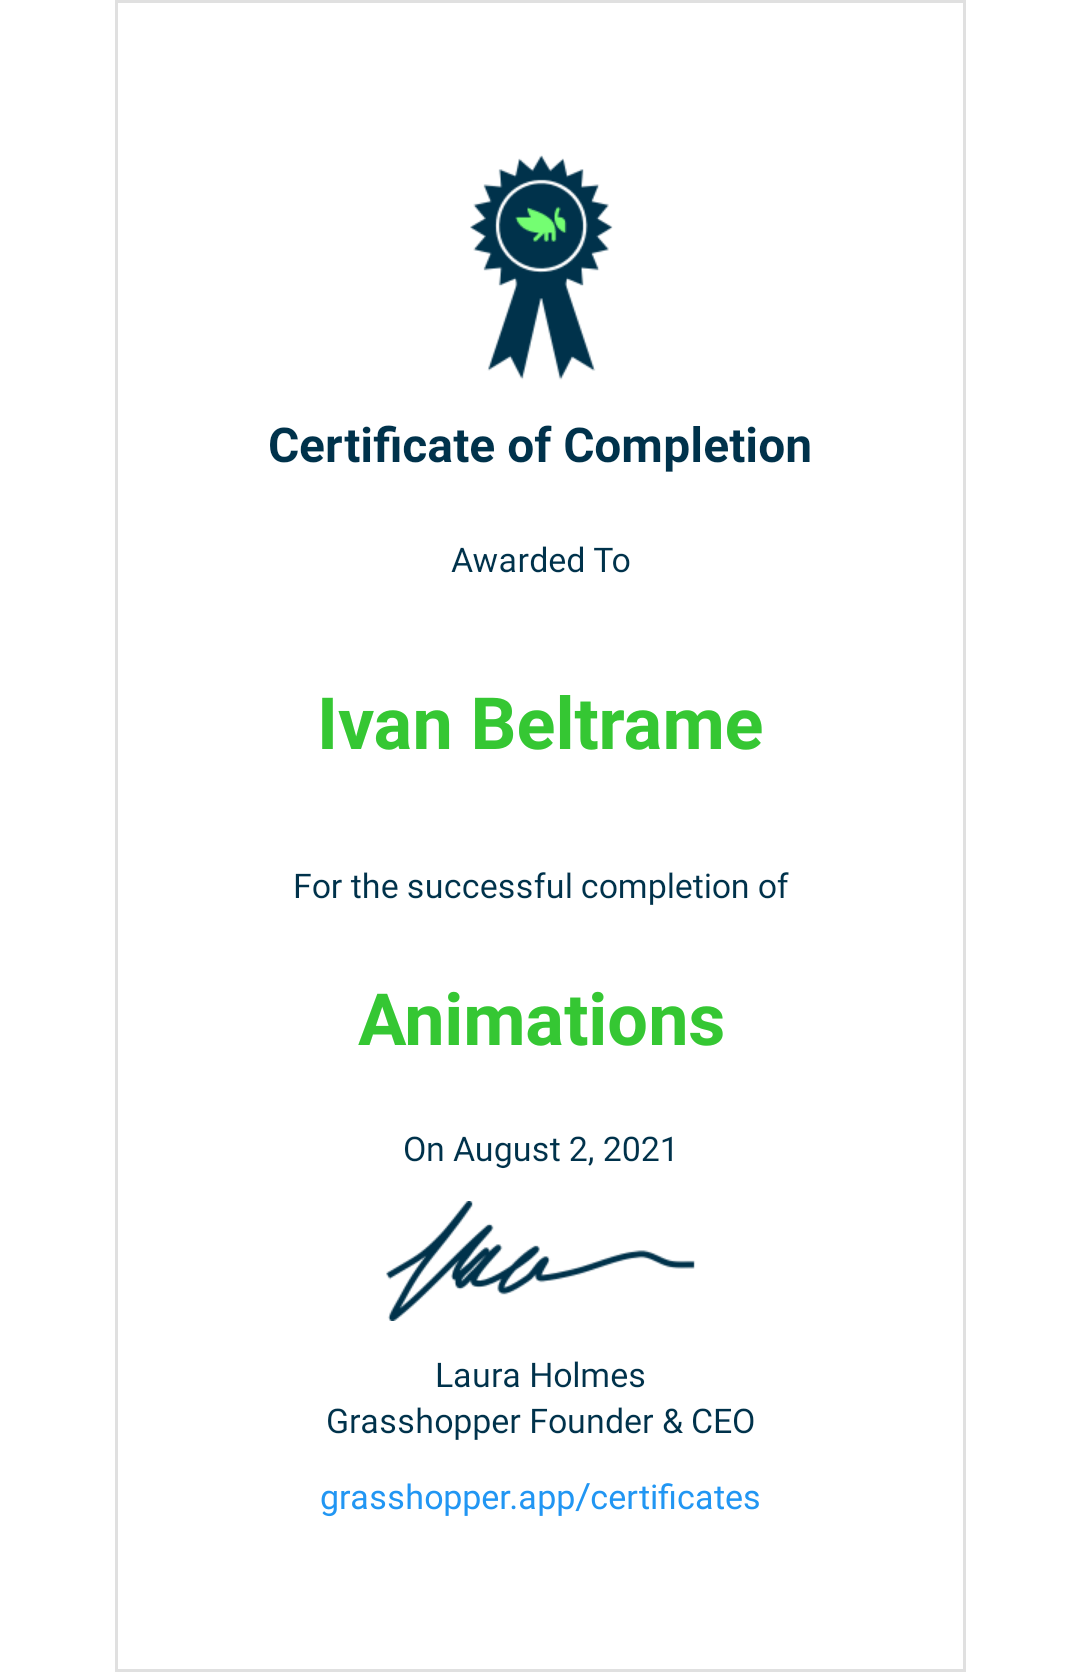 Certificate of Completion
Awarded To
Ivan Beltrame
For the successful completion of
Animations
On August 2, 2021
Laura Holmes
Grasshopper Founder & CEO
grasshopper.app/certificates